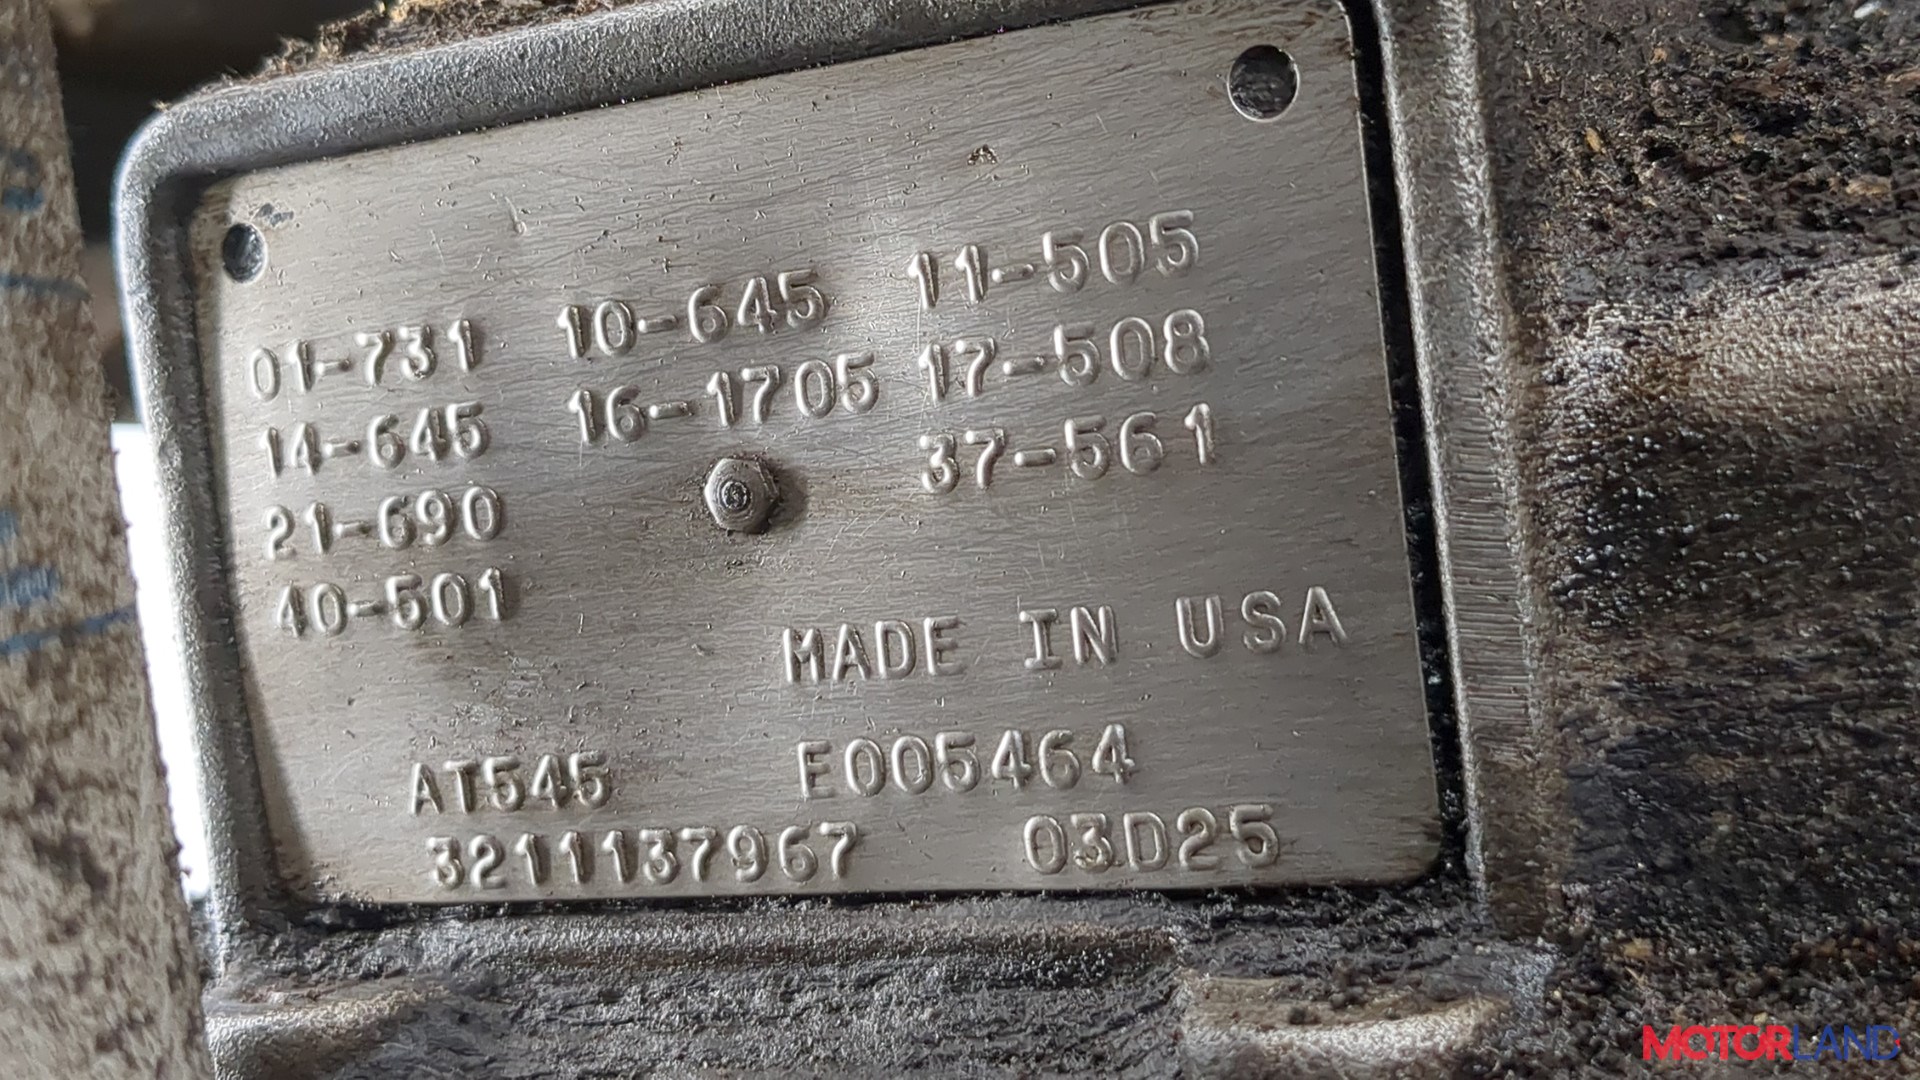 01-731 10-645 11-505
14-645 16-1705 17-508
21-690 37-561
40-501
MADE IN USA
AT545 E005464
3211137967 03D25
MOTORLAND